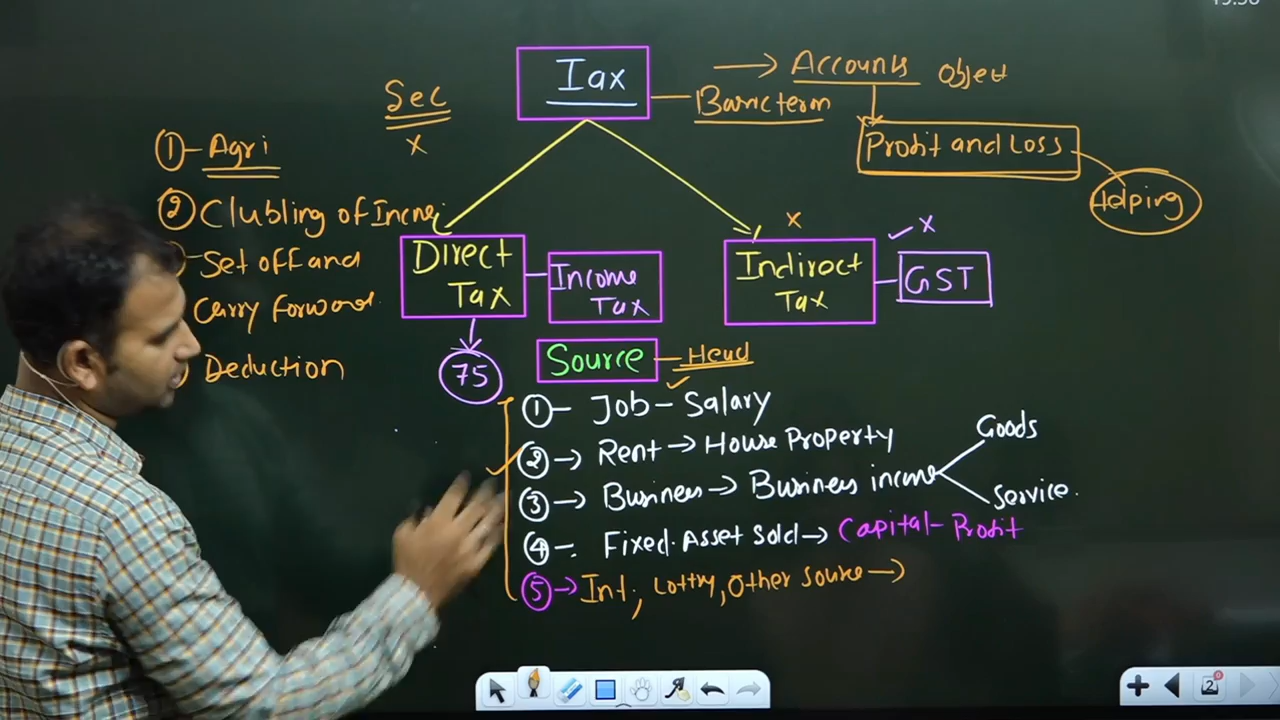 Tax
→ Accounts Object
Basic term
Profit and Loss
Helping
Sec
x
① - Agri
② Clubling of Incme
Set off and
Carry forward
Deduction
Direct
Tax
Income
Tax
75
x
Indirect
Tax
✓ x
GST
Source - Head
① - Job - Salary
② → Rent → House Property
③ → Business → Business income
Goods
Service.
④ - Fixed Asset Sold → Capital - Profit
⑤ → Int, Lottry, Other Source →
2